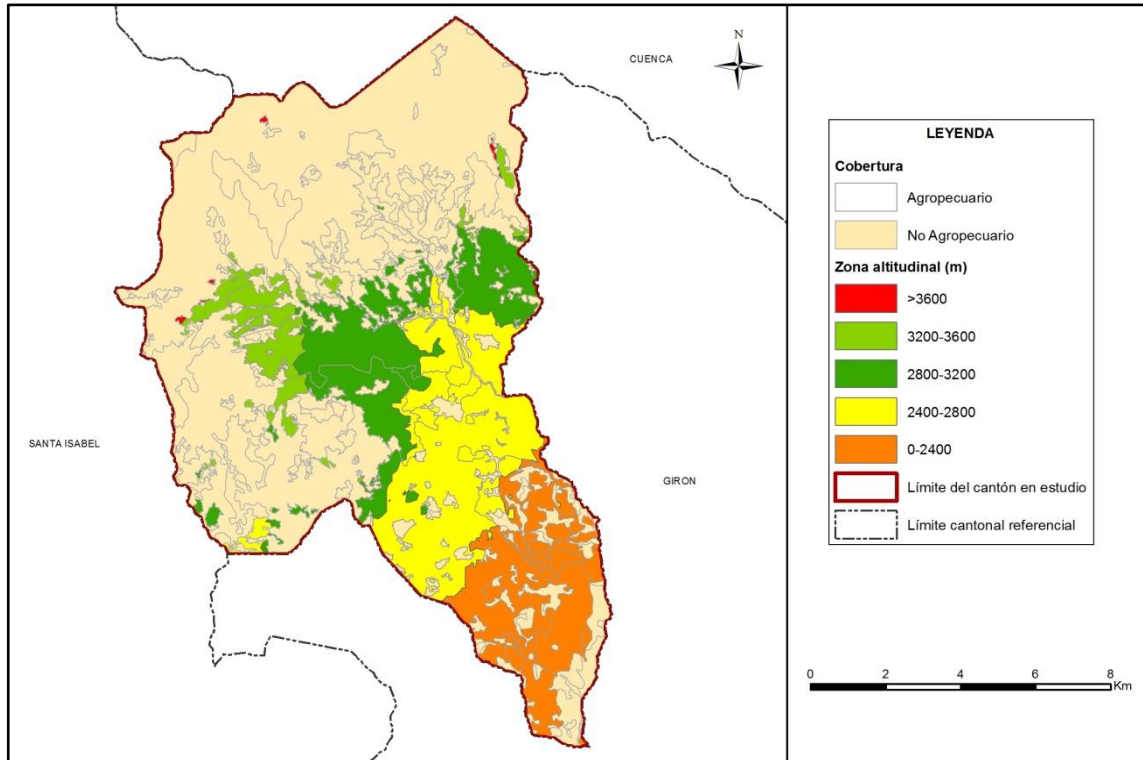 N
CUENCA
SANTA ISABEL
GIRON
LEYENDA
Cobertura
Agropecuario
No Agropecuario
Zona altitudinal (m)
>3600
3200-3600
2800-3200
2400-2800
0-2400
Límite del cantón en estudio
Límite cantonal referencial
0 2 4 6 8
Km